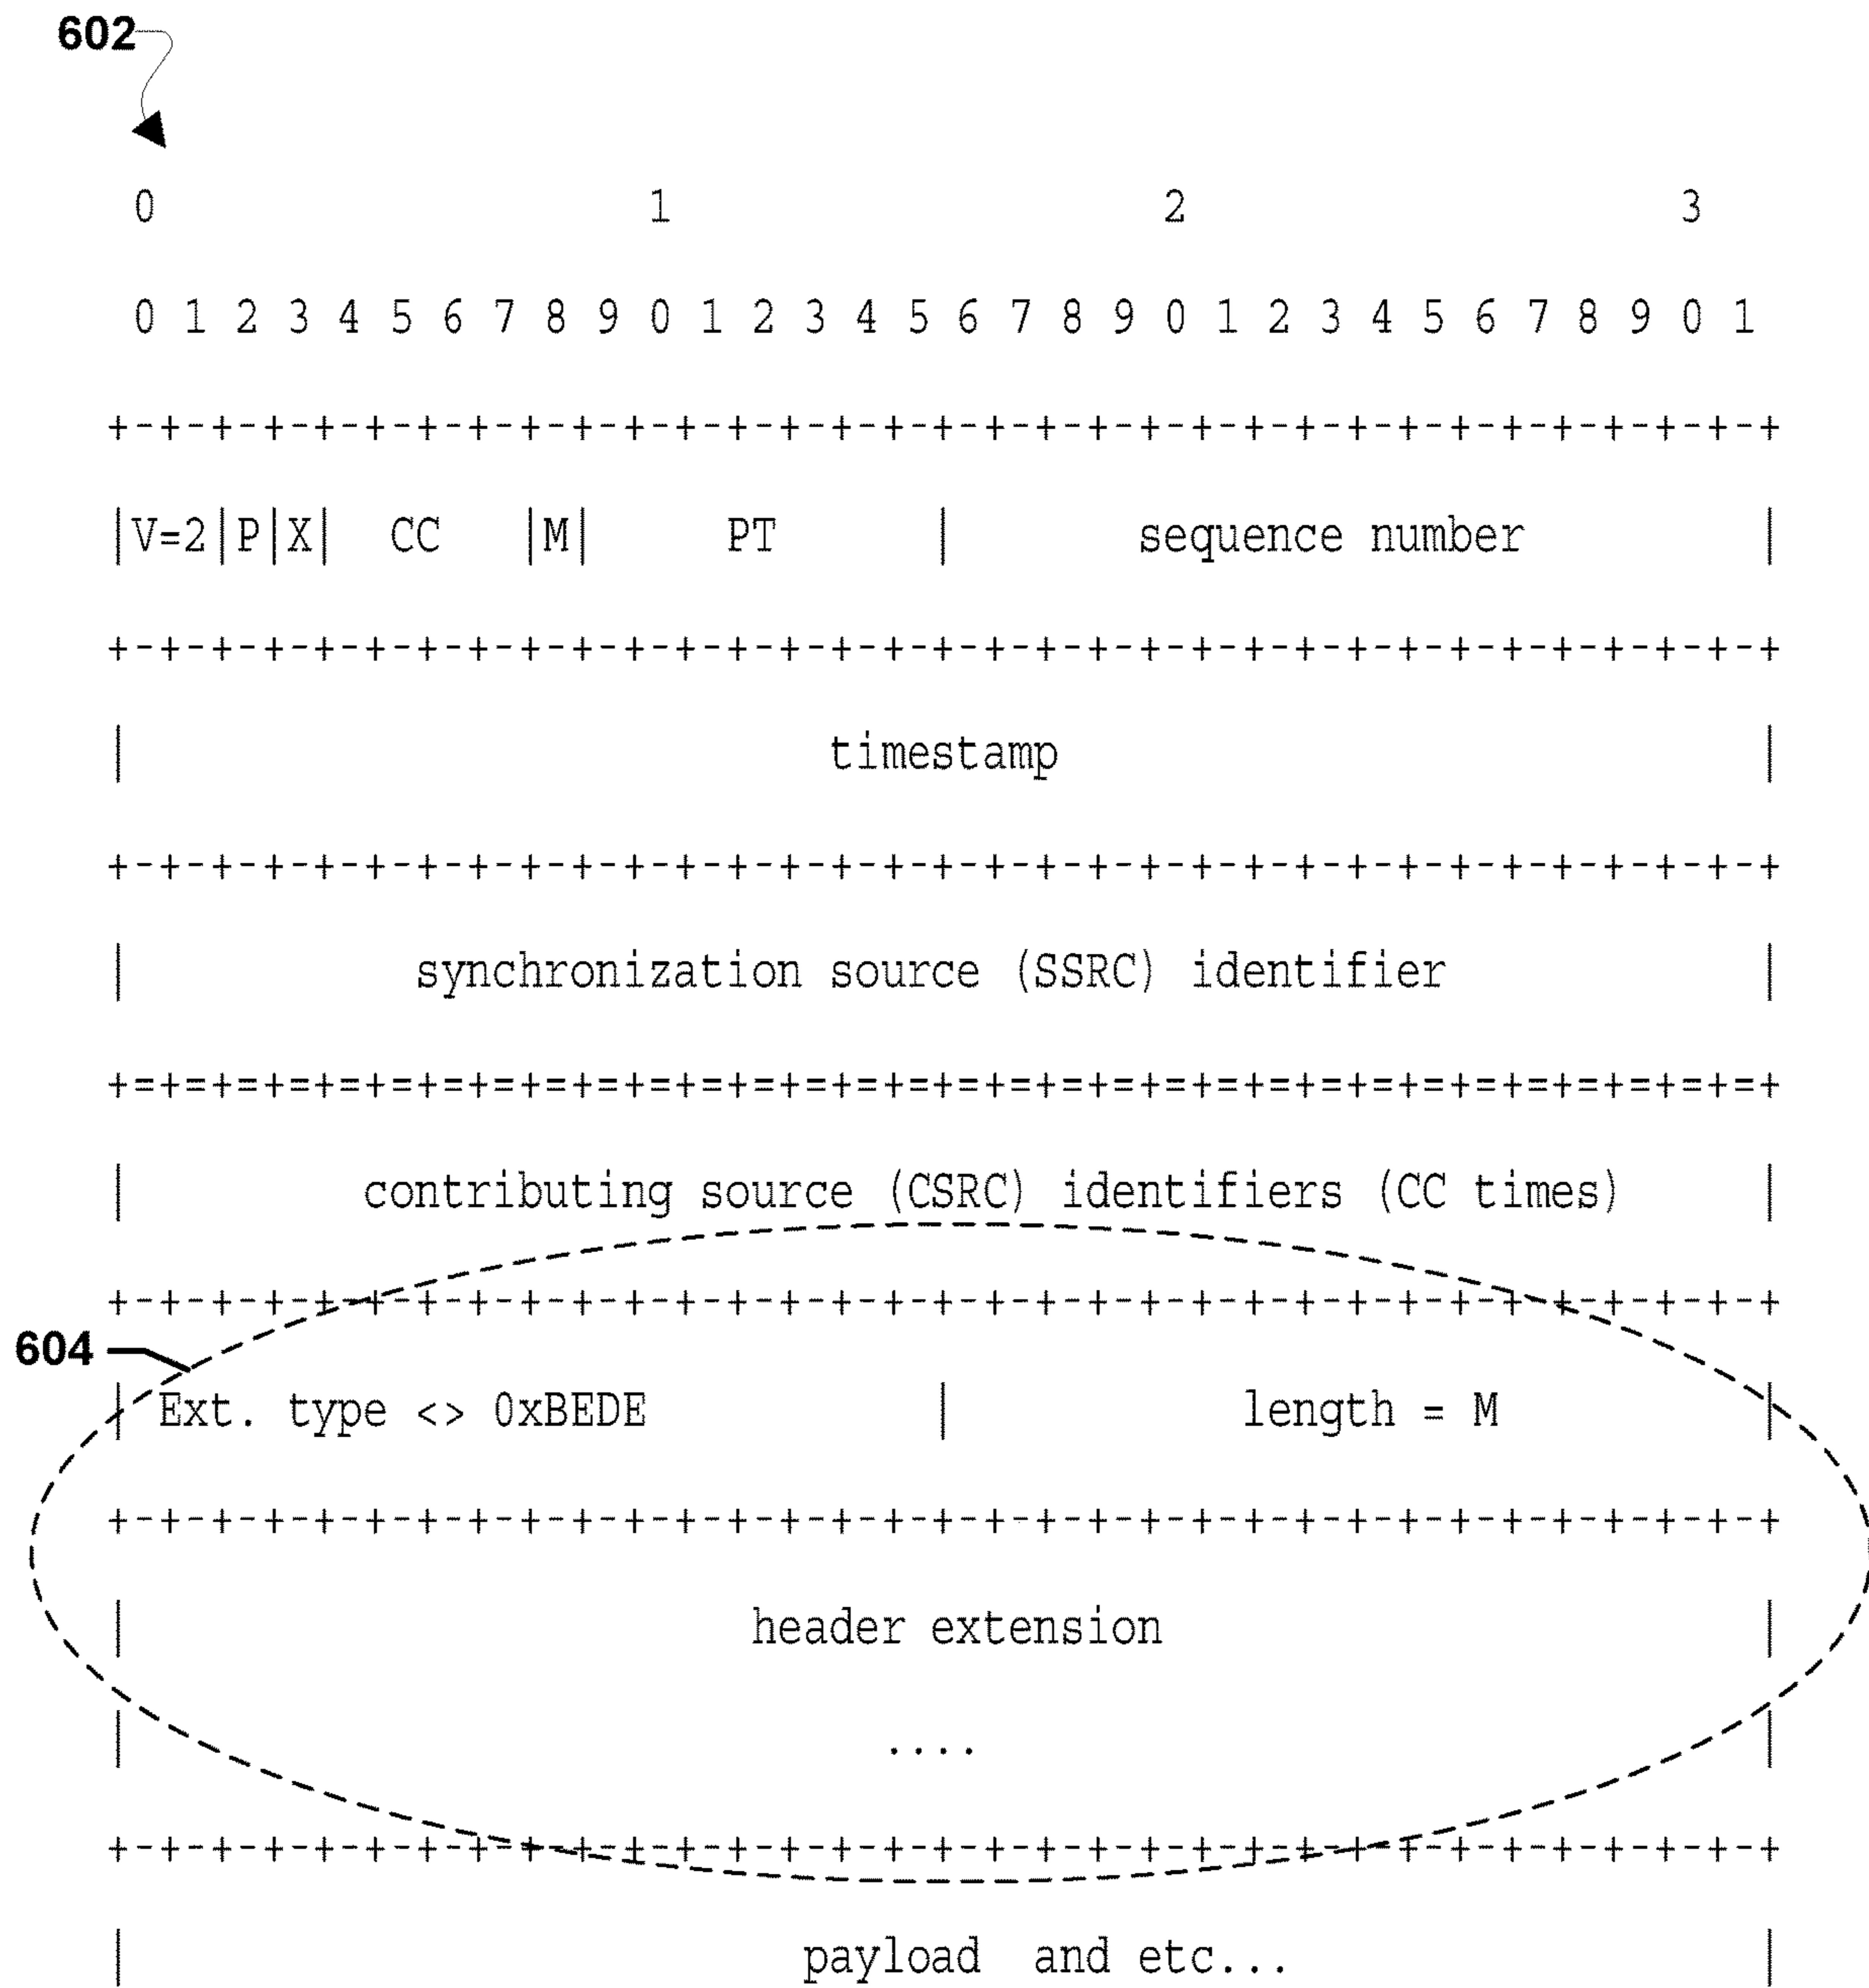 602
0 1 2 3
0 1 2 3 4 5 6 7 8 9 0 1 2 3 4 5 6 7 8 9 0 1 2 3 4 5 6 7 8 9 0 1
+-+-+-+-+-+-+-+-+-+-+-+-+-+-+-+-+-+-+-+-+-+-+-+-+-+-+-+-+-+-+-+-+
|V=2|P|X| CC |M| PT | sequence number |
+-+-+-+-+-+-+-+-+-+-+-+-+-+-+-+-+-+-+-+-+-+-+-+-+-+-+-+-+-+-+-+-+
| timestamp |
+-+-+-+-+-+-+-+-+-+-+-+-+-+-+-+-+-+-+-+-+-+-+-+-+-+-+-+-+-+-+-+-+
| synchronization source (SSRC) identifier |
+=+=+=+=+=+=+=+=+=+=+=+=+=+=+=+=+=+=+=+=+=+=+=+=+=+=+=+=+=+=+=+=+
| contributing source (CSRC) identifiers (CC times) |
+-+-+-+-+-+-+-+-+-+-+-+-+-+-+-+-+-+-+-+-+-+-+-+-+-+-+-+-+-+-+-+-+
604
| Ext. type <> 0xBEDE | length = M |
+-+-+-+-+-+-+-+-+-+-+-+-+-+-+-+-+-+-+-+-+-+-+-+-+-+-+-+-+-+-+-+-+
| header extension |
| .... |
+-+-+-+-+-+-+-+-+-+-+-+-+-+-+-+-+-+-+-+-+-+-+-+-+-+-+-+-+-+-+-+-+
| payload and etc... |